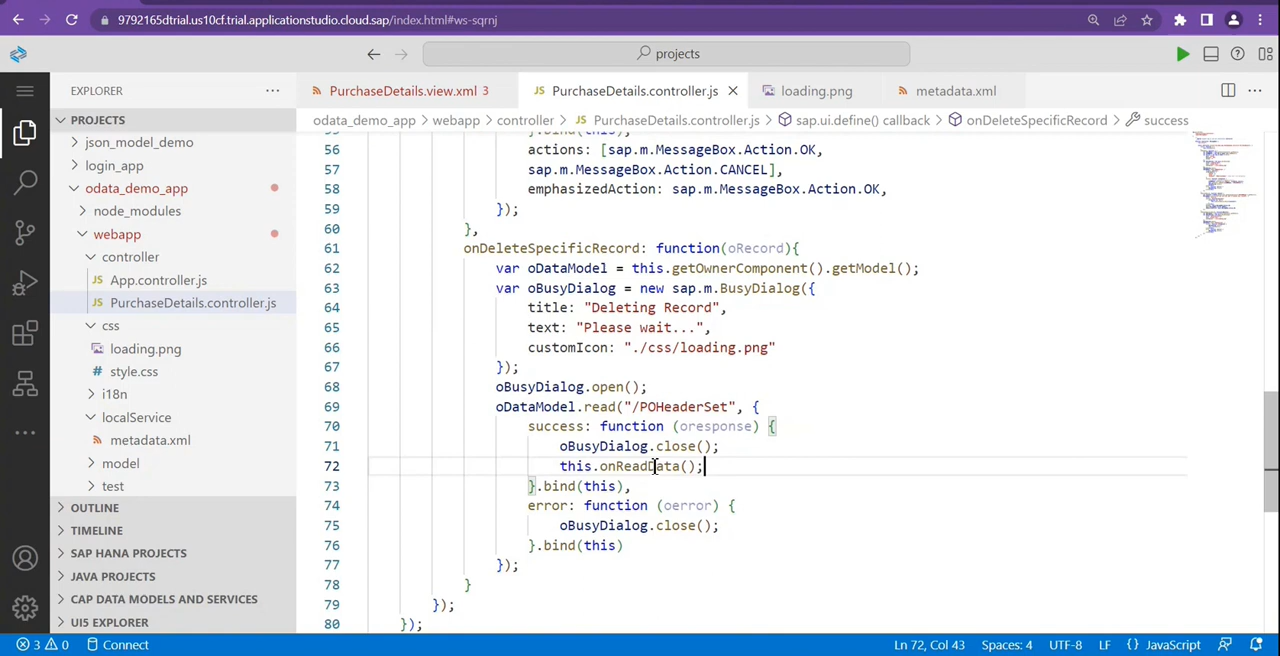 9792165dtrial.us10cf.trial.applicationstudio.cloud.sap/index.html#ws-sqrnj
projects
EXPLORER
PurchaseDetails.view.xml 3
PurchaseDetails.controller.js
loading.png
metadata.xml
odata_demo_app > webapp > controller > PurchaseDetails.controller.js > sap.ui.define() callback > onDeleteSpecificRecord > success
PROJECTS
json_model_demo
login_app
odata_demo_app
node_modules
webapp
controller
App.controller.js
PurchaseDetails.controller.js
css
loading.png
style.css
i18n
localService
metadata.xml
model
test
OUTLINE
TIMELINE
SAP HANA PROJECTS
JAVA PROJECTS
CAP DATA MODELS AND SERVICES
UI5 EXPLORER
55 }.bind(this),
56 actions: [sap.m.MessageBox.Action.OK,
57 sap.m.MessageBox.Action.CANCEL],
58 emphasizedAction: sap.m.MessageBox.Action.OK,
59 });
60 },
61 onDeleteSpecificRecord: function(oRecord){
62 var oDataModel = this.getOwnerComponent().getModel();
63 var oBusyDialog = new sap.m.BusyDialog({
64 title: "Deleting Record",
65 text: "Please wait...",
66 customIcon: "./css/loading.png"
67 });
68 oBusyDialog.open();
69 oDataModel.read("/POHeaderSet", {
70 success: function (oresponse) {
71 oBusyDialog.close();
72 this.onReadData();
73 }.bind(this),
74 error: function (oerror) {
75 oBusyDialog.close();
76 }.bind(this)
77 });
78 }
79 });
80 });
3 0 Connect
Ln 72, Col 43 Spaces: 4 UTF-8 LF {} JavaScript